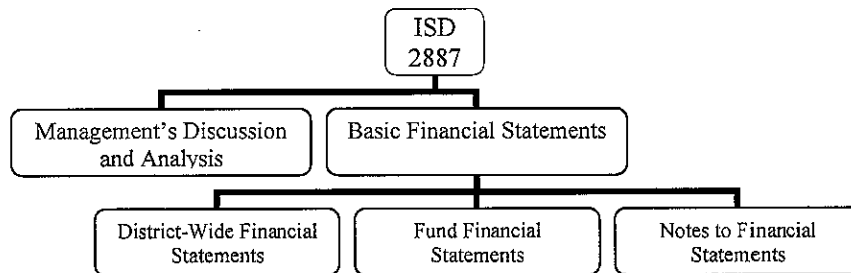 ISD
2887
Management's Discussion
and Analysis
Basic Financial Statements
District-Wide Financial
Statements
Fund Financial
Statements
Notes to Financial
Statements